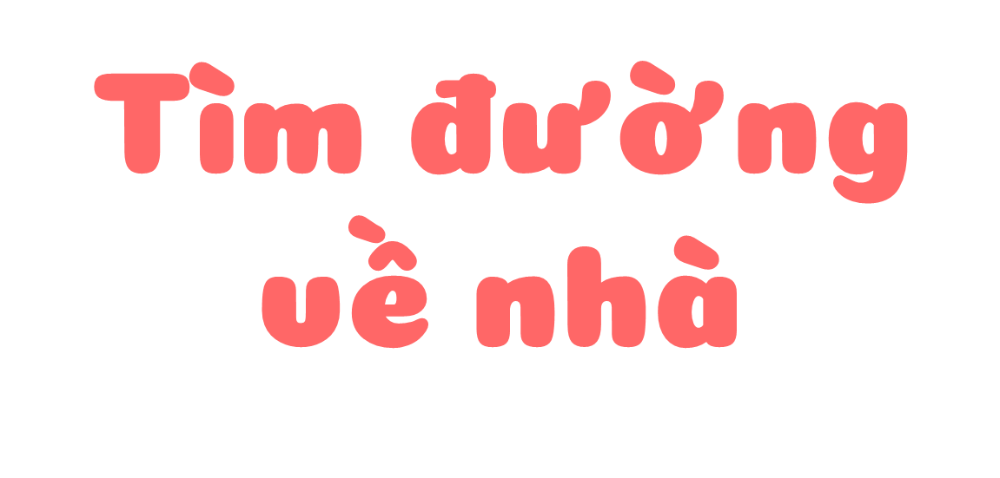 Tìm đường
về nhà